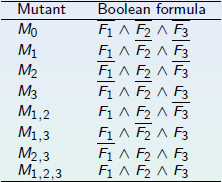 Mutant Boolean formula
M₀ F̅₁ ∧ F̅₂ ∧ F̅₃
M₁ F₁ ∧ F̅₂ ∧ F̅₃
M₂ F̅₁ ∧ F₂ ∧ F̅₃
M₃ F̅₁ ∧ F̅₂ ∧ F₃
M₁,₂ F₁ ∧ F₂ ∧ F̅₃
M₁,₃ F₁ ∧ F̅₂ ∧ F₃
M₂,₃ F̅₁ ∧ F₂ ∧ F₃
M₁,₂,₃ F₁ ∧ F₂ ∧ F₃